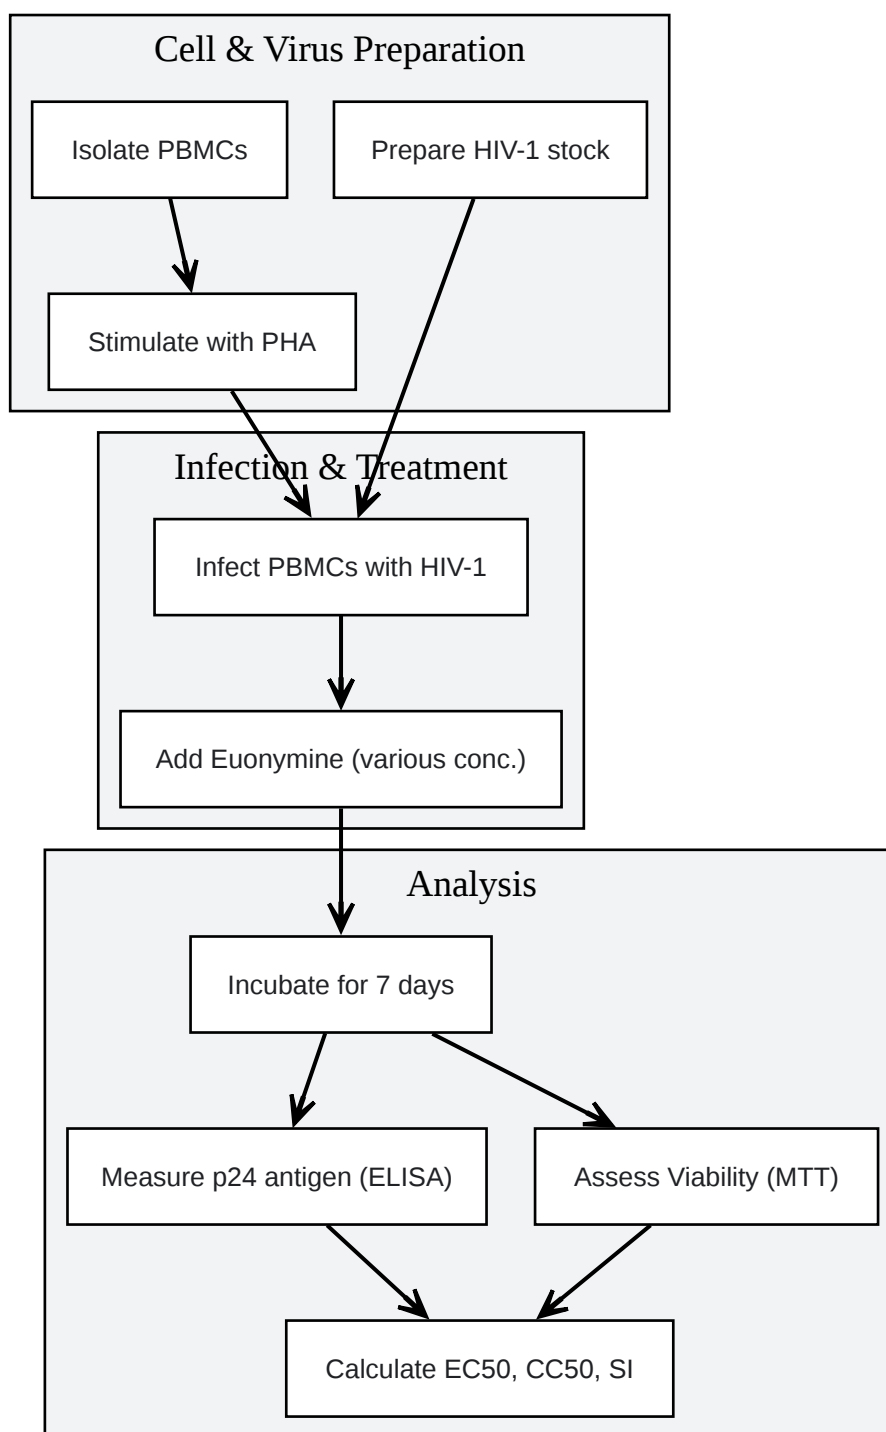 Cell & Virus Preparation
Isolate PBMCs
Prepare HIV-1 stock
Stimulate with PHA
Infection & Treatment
Infect PBMCs with HIV-1
Add Euonymine (various conc.)
Analysis
Incubate for 7 days
Measure p24 antigen (ELISA)
Assess Viability (MTT)
Calculate EC50, CC50, SI